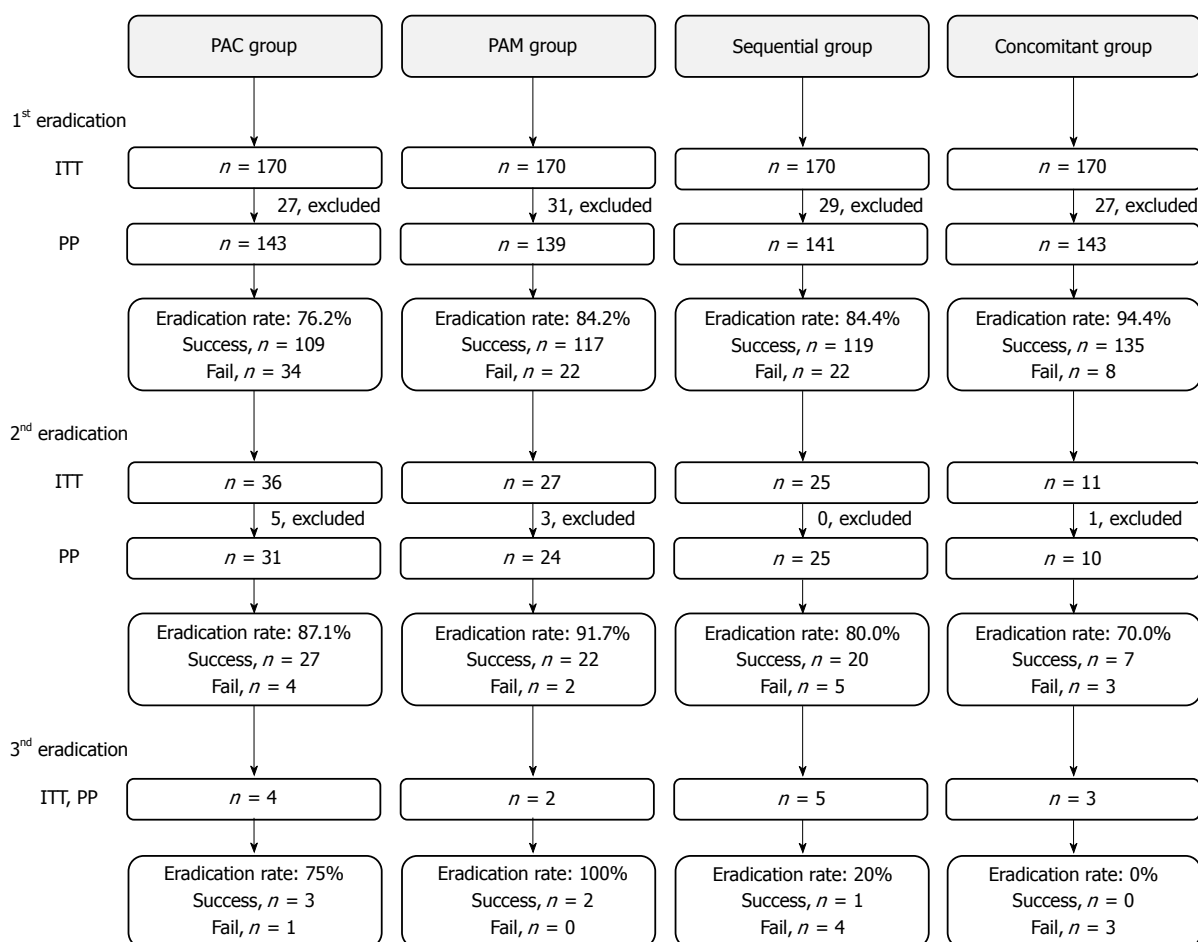 PAC group
PAM group
Sequential group
Concomitant group
1st eradication
ITT
n = 170
n = 170
n = 170
n = 170
27, excluded
31, excluded
29, excluded
27, excluded
PP
n = 143
n = 139
n = 141
n = 143
Eradication rate: 76.2%
Success, n = 109
Fail, n = 34
Eradication rate: 84.2%
Success, n = 117
Fail, n = 22
Eradication rate: 84.4%
Success, n = 119
Fail, n = 22
Eradication rate: 94.4%
Success, n = 135
Fail, n = 8
2nd eradication
ITT
n = 36
n = 27
n = 25
n = 11
5, excluded
3, excluded
0, excluded
1, excluded
PP
n = 31
n = 24
n = 25
n = 10
Eradication rate: 87.1%
Success, n = 27
Fail, n = 4
Eradication rate: 91.7%
Success, n = 22
Fail, n = 2
Eradication rate: 80.0%
Success, n = 20
Fail, n = 5
Eradication rate: 70.0%
Success, n = 7
Fail, n = 3
3nd eradication
ITT, PP
n = 4
n = 2
n = 5
n = 3
Eradication rate: 75%
Success, n = 3
Fail, n = 1
Eradication rate: 100%
Success, n = 2
Fail, n = 0
Eradication rate: 20%
Success, n = 1
Fail, n = 4
Eradication rate: 0%
Success, n = 0
Fail, n = 3